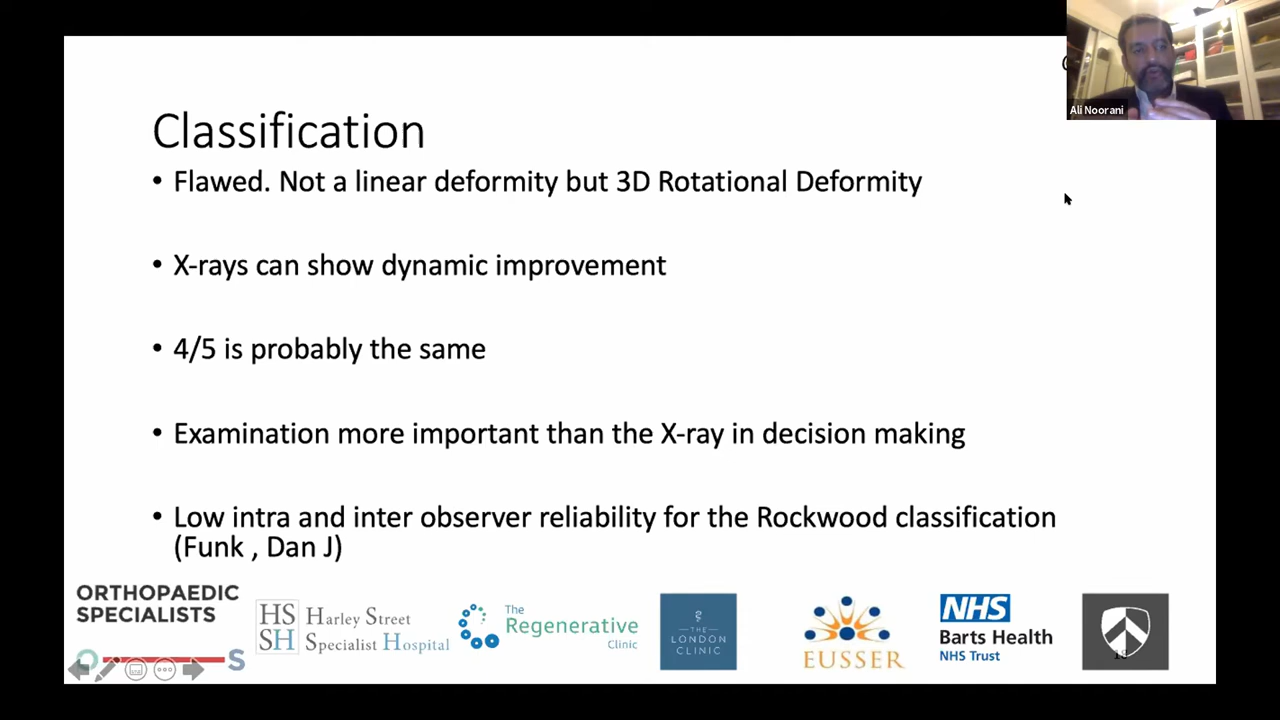 Ali Noorani
Classification
• Flawed. Not a linear deformity but 3D Rotational Deformity
• X-rays can show dynamic improvement
• 4/5 is probably the same
• Examination more important than the X-ray in decision making
• Low intra and inter observer reliability for the Rockwood classification
(Funk , Dan J)
ORTHOPAEDIC
SPECIALISTS
OS
HS
SH
Harley Street
Specialist Hospital
The
Regenerative
Clinic
THE
LONDON
CLINIC
EUSSER
NHS
Barts Health
NHS Trust